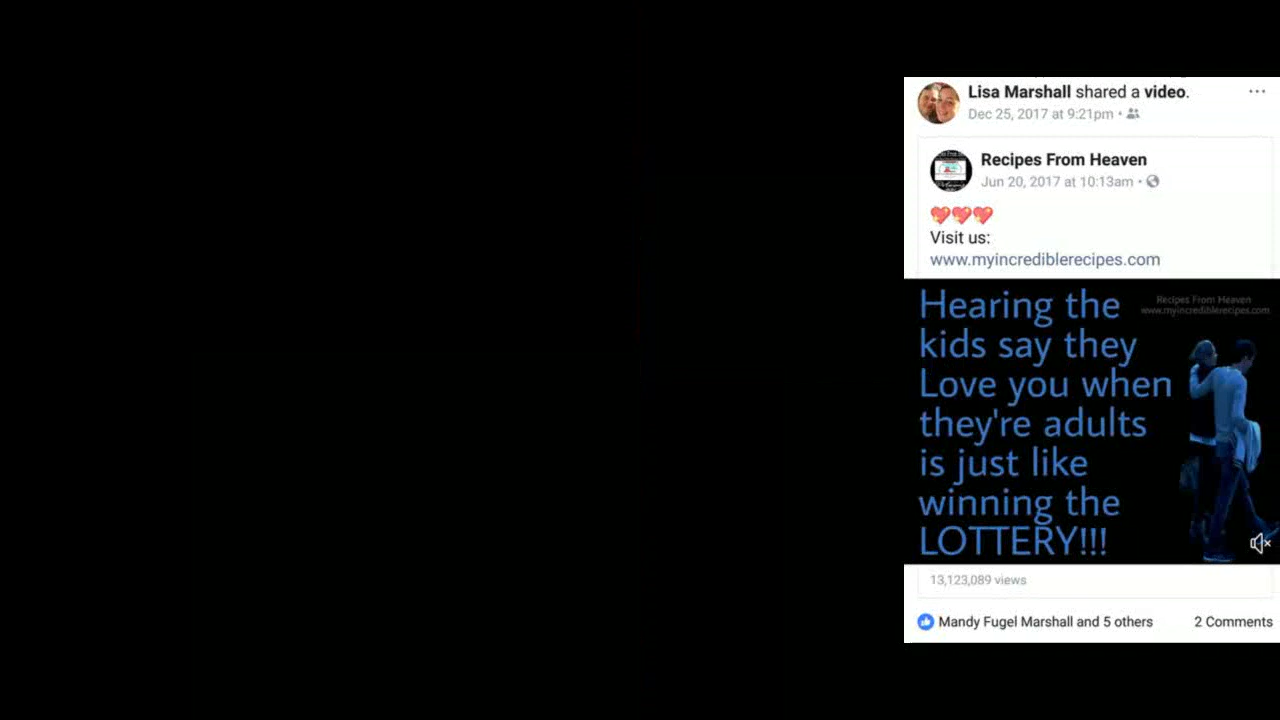 Lisa Marshall shared a video.
Dec 25, 2017 at 9:21pm
Recipes From Heaven
Jun 20, 2017 at 10:13am
Visit us:
www.myincrediblerecipes.com
Recipes From Heaven
www.myincrediblerecipes.com
Hearing the
kids say they
Love you when
they're adults
is just like
winning the
LOTTERY!!!
13,123,089 views
Mandy Fugel Marshall and 5 others 2 Comments